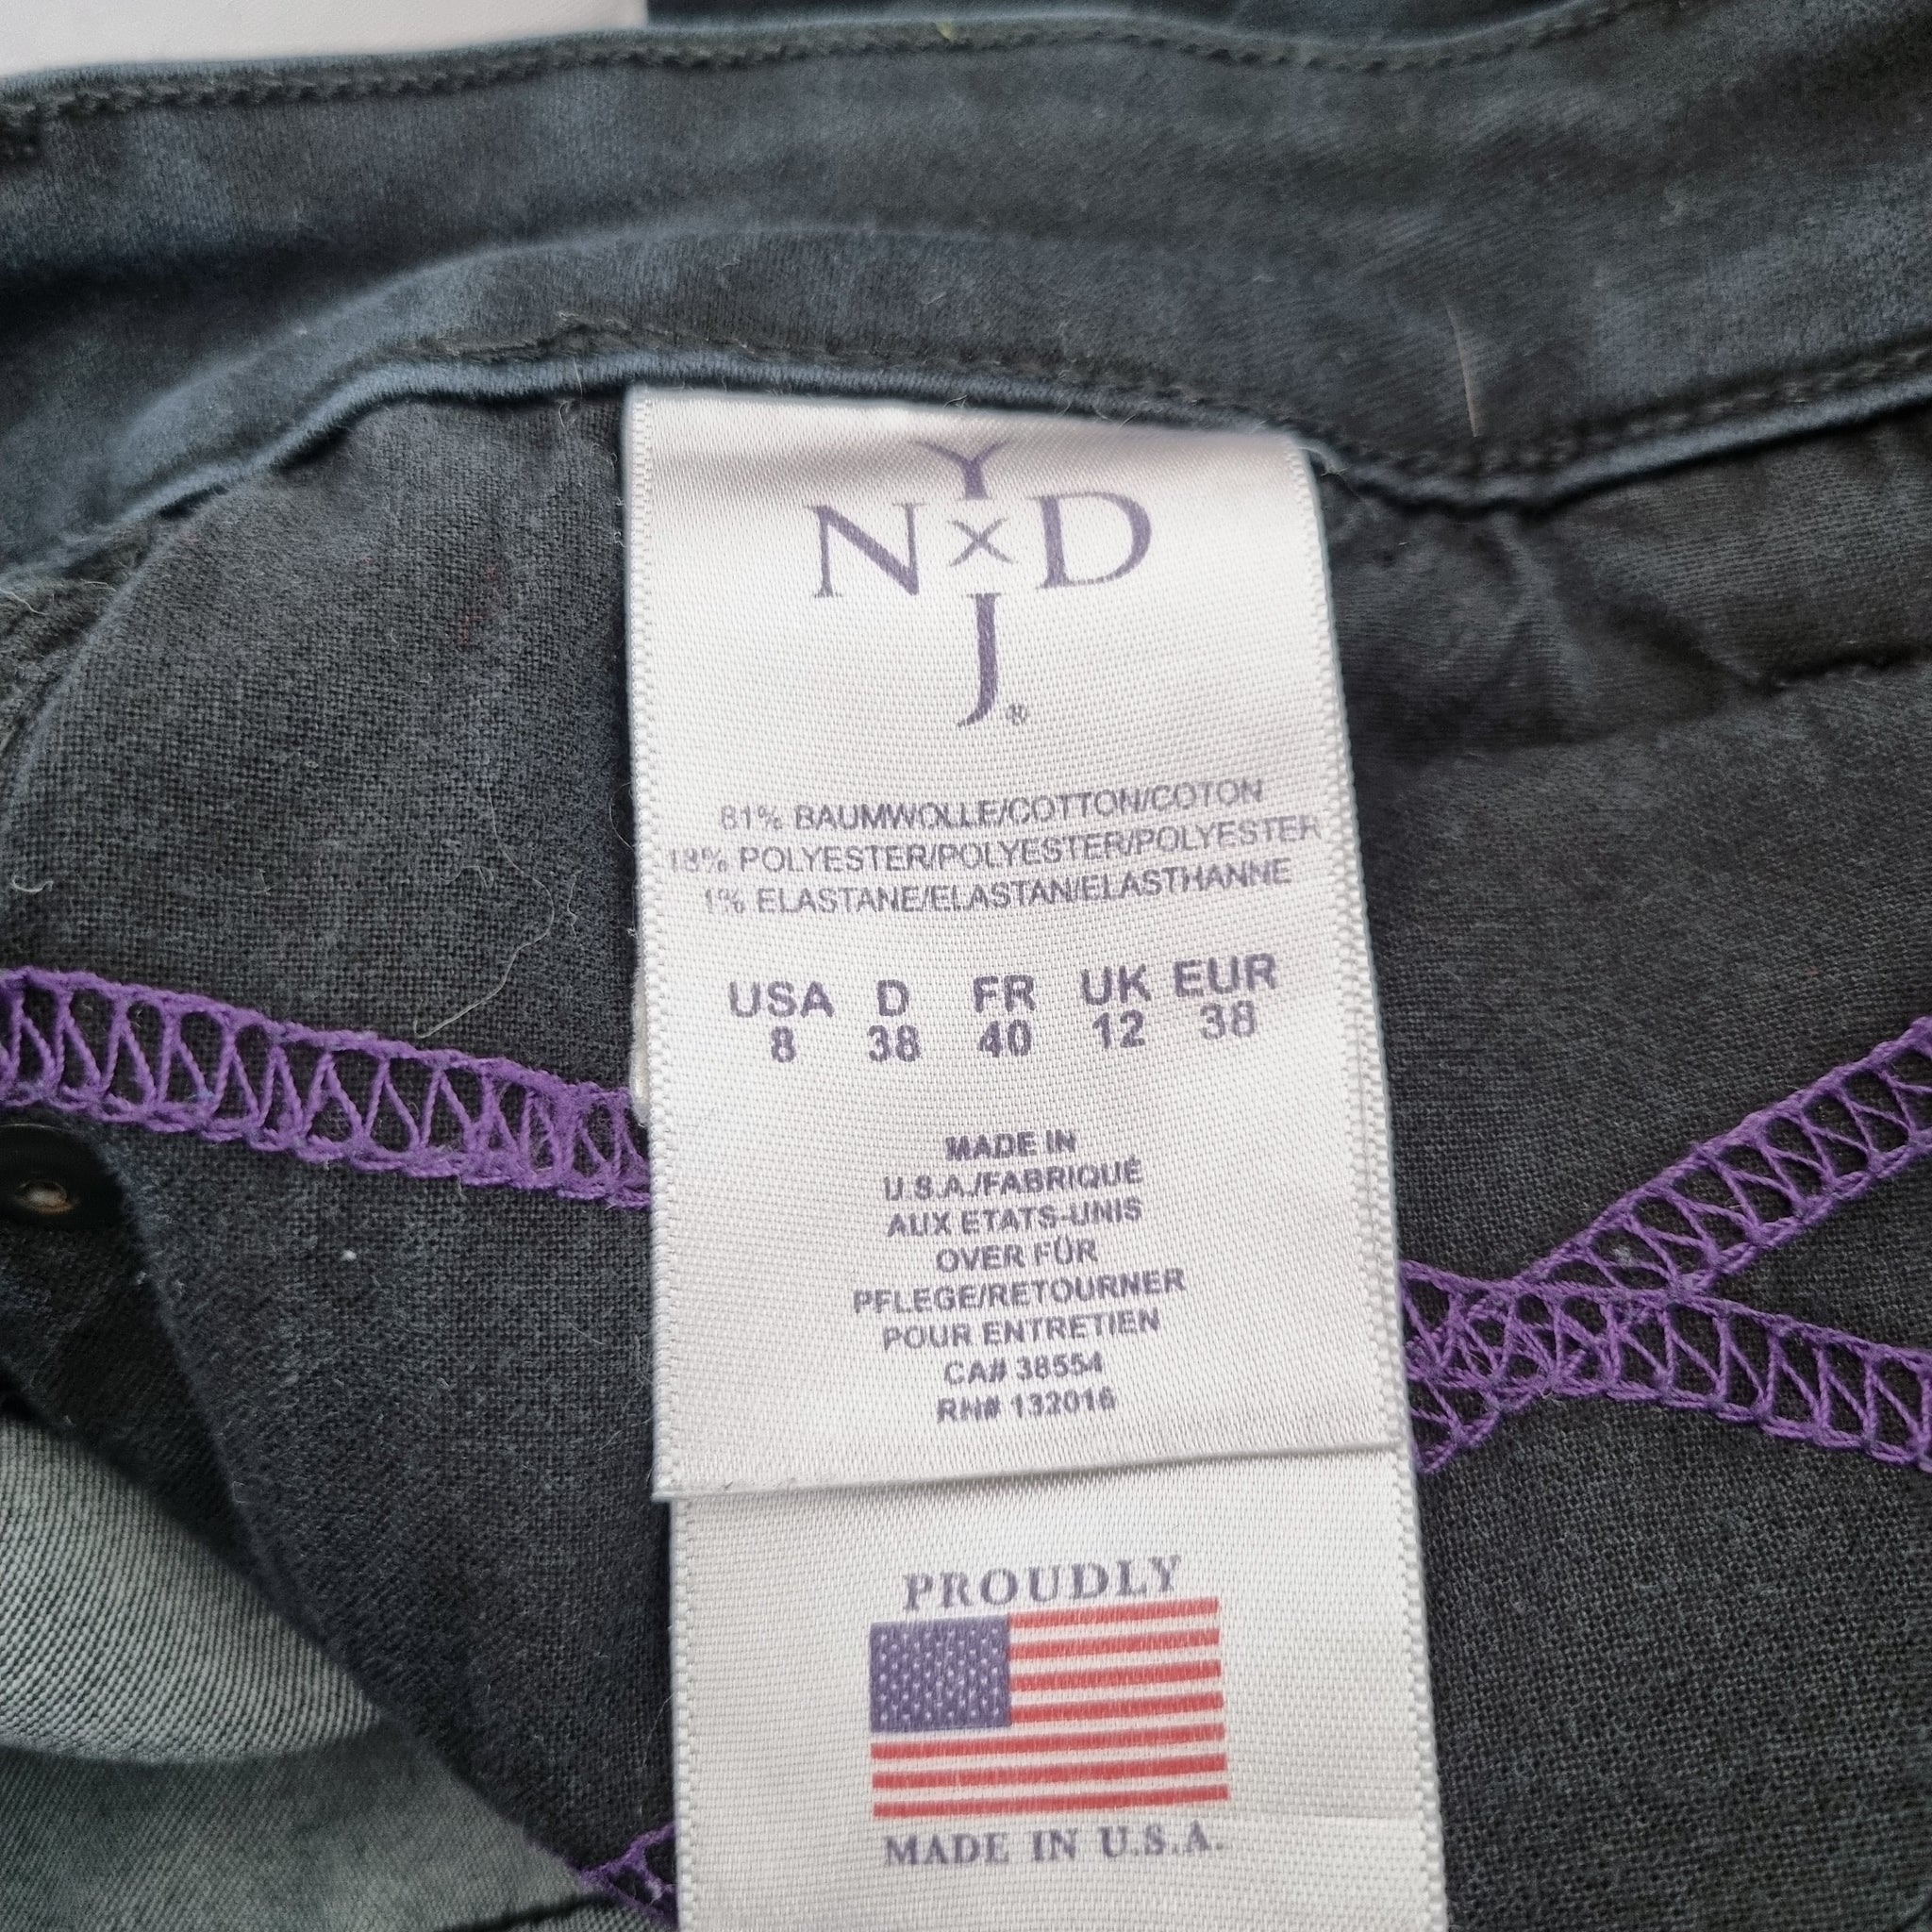 Y
N X D
J®
81% BAUMWOLLE/COTTON/COTON
18% POLYESTER/POLYESTER/POLYESTER
1% ELASTANE/ELASTAN/ELASTHANNE
USA D FR UK EUR
8 38 40 12 38
MADE IN
U.S.A./FABRIQUÉ
AUX ETATS-UNIS
OVER FÜR
PFLEGE/RETOURNER
POUR ENTRETIEN
CA# 38554
RN# 132016
PROUDLY
MADE IN U.S.A.